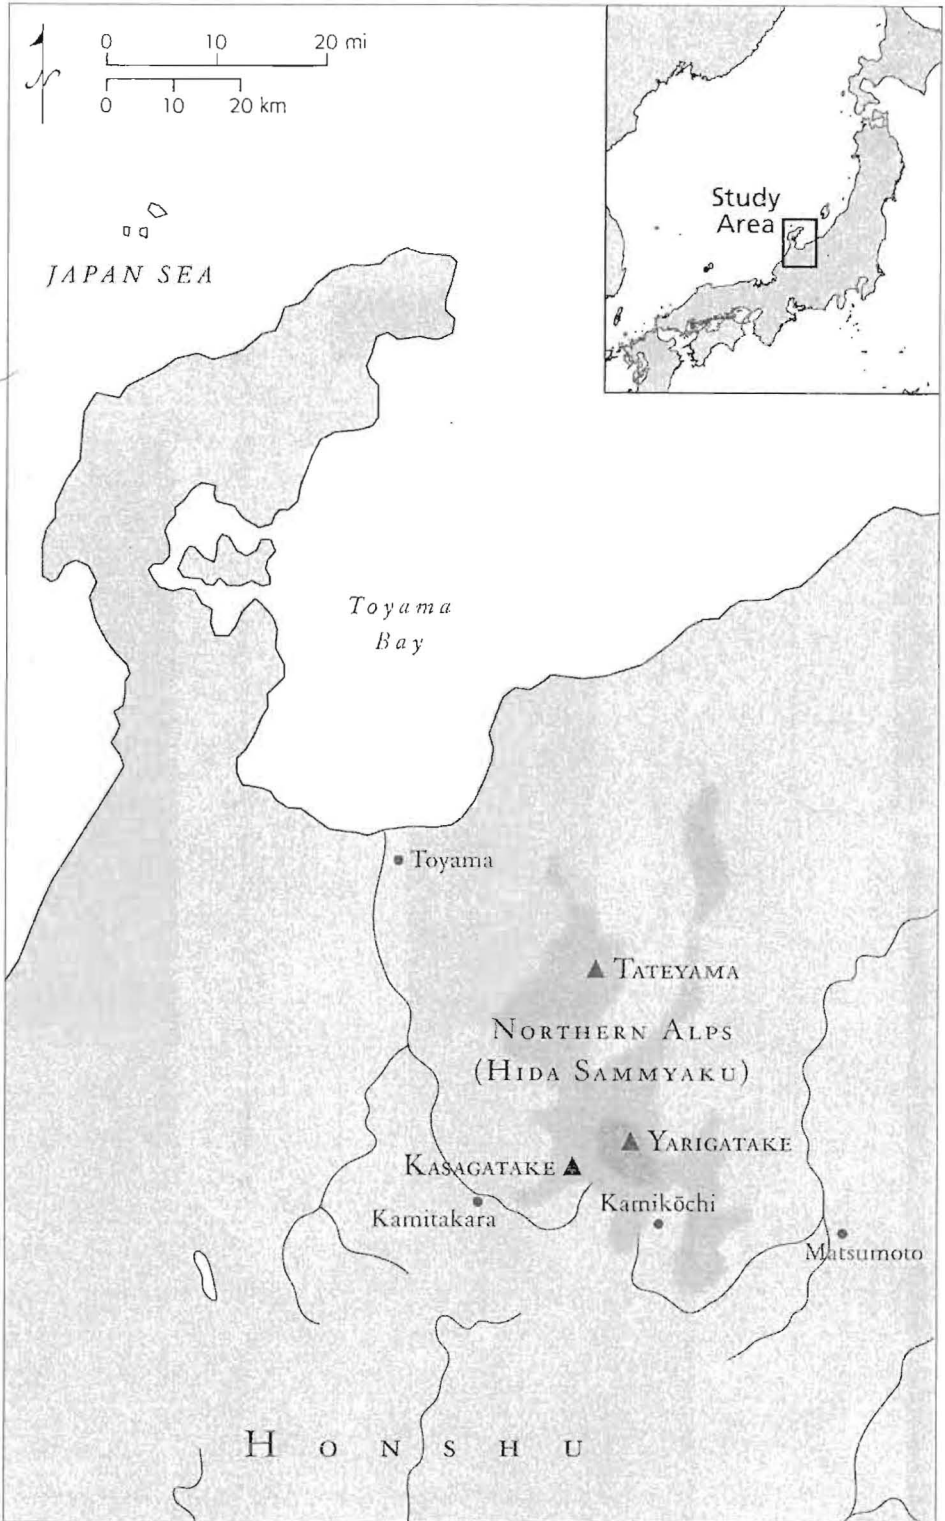 0 10 20 mi
N
0 10 20 km
Study
Area
JAPAN SEA
Toyama
Bay
Toyama
TATEYAMA
NORTHERN ALPS
(HIDA SAMMYAKU)
YARIGATAKE
KASAGATAKE
Kamikōchi
Kamitakara
Matsumoto
HONSHU